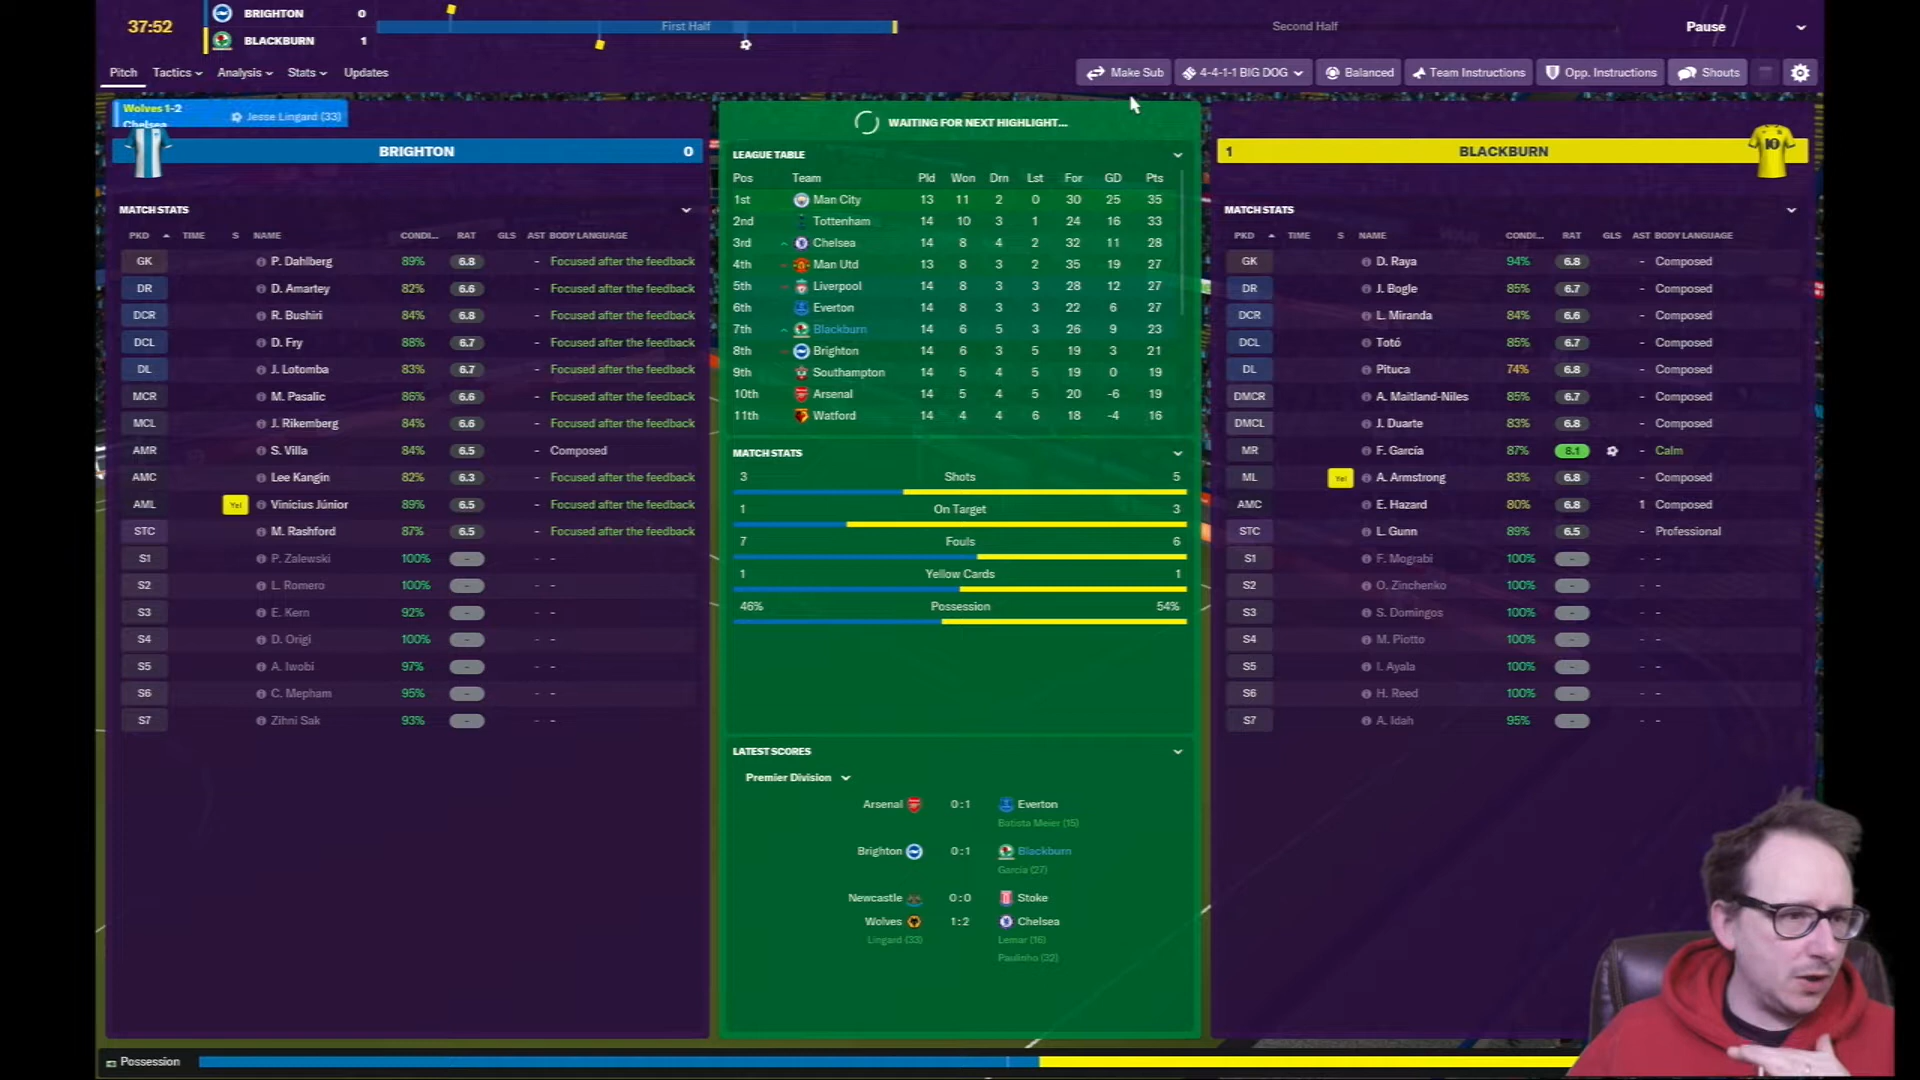 37:52
BRIGHTON 0
BLACKBURN 1
First Half
Second Half
Pause
Pitch Tactics Analysis Stats Updates
Make Sub 4-4-1-1 BIG DOG Balanced Team Instructions Opp. Instructions Shouts
Wolves 1-2
Chelsea
Jesse Lingard (33)
BRIGHTON 0
MATCH STATS
PKD TIME S NAME CONDI... RAT GLS AST BODY LANGUAGE
GK P. Dahlberg 89% 6.8 - Focused after the feedback
DR D. Amartey 82% 6.6 - Focused after the feedback
DCR R. Bushiri 84% 6.8 - Focused after the feedback
DCL D. Fry 88% 6.7 - Focused after the feedback
DL J. Lotomba 83% 6.7 - Focused after the feedback
MCR M. Pasalic 86% 6.6 - Focused after the feedback
MCL J. Rikemberg 84% 6.6 - Focused after the feedback
AMR S. Villa 84% 6.5 - Composed
AMC Lee Kangin 82% 6.3 - Focused after the feedback
AML Yel Vinicius Júnior 89% 6.5 - Focused after the feedback
STC M. Rashford 87% 6.5 - Focused after the feedback
S1 P. Zalewski 100% - - -
S2 L. Romero 100% - - -
S3 E. Kern 92% - - -
S4 D. Origi 100% - - -
S5 A. Iwobi 97% - - -
S6 C. Mepham 95% - - -
S7 Zihni Sak 93% - - -
WAITING FOR NEXT HIGHLIGHT...
LEAGUE TABLE
Pos Team Pld Won Drn Lst For GD Pts
1st Man City 13 11 2 0 30 25 35
2nd Tottenham 14 10 3 1 24 16 33
3rd Chelsea 14 8 4 2 32 11 28
4th Man Utd 13 8 3 2 35 19 27
5th Liverpool 14 8 3 3 28 12 27
6th Everton 14 8 3 3 22 6 27
7th Blackburn 14 6 5 3 26 9 23
8th Brighton 14 6 3 5 19 3 21
9th Southampton 14 5 4 5 19 0 19
10th Arsenal 14 5 4 5 20 -6 19
11th Watford 14 4 4 6 18 -4 16
MATCH STATS
3 Shots 5
1 On Target 3
7 Fouls 6
1 Yellow Cards 1
46% Possession 54%
LATEST SCORES
Premier Division
Arsenal 0:1 Everton
Batista Meier (15)
Brighton 0:1 Blackburn
García (27)
Newcastle 0:0 Stoke
Wolves 1:2 Chelsea
Lingard (33) Lemar (16)
Paulinho (32)
1 BLACKBURN
10
MATCH STATS
PKD TIME S NAME CONDI... RAT GLS AST BODY LANGUAGE
GK D. Raya 94% 6.8 - Composed
DR J. Bogle 85% 6.7 - Composed
DCR L. Miranda 84% 6.6 - Composed
DCL Totó 85% 6.7 - Composed
DL Pituca 74% 6.8 - Composed
DMCR A. Maitland-Niles 85% 6.7 - Composed
DMCL J. Duarte 83% 6.8 - Composed
MR F. García 87% 8.1 - Calm
ML Yel A. Armstrong 83% 6.8 - Composed
AMC E. Hazard 80% 6.8 1 Composed
STC L. Gunn 89% 6.5 - Professional
S1 F. Mograbi 100% - - -
S2 O. Zinchenko 100% - - -
S3 S. Domingos 100% - - -
S4 M. Piotto 100% - - -
S5 I. Ayala 100% - - -
S6 H. Reed 100% - - -
S7 A. Idah 95% - - -
Possession